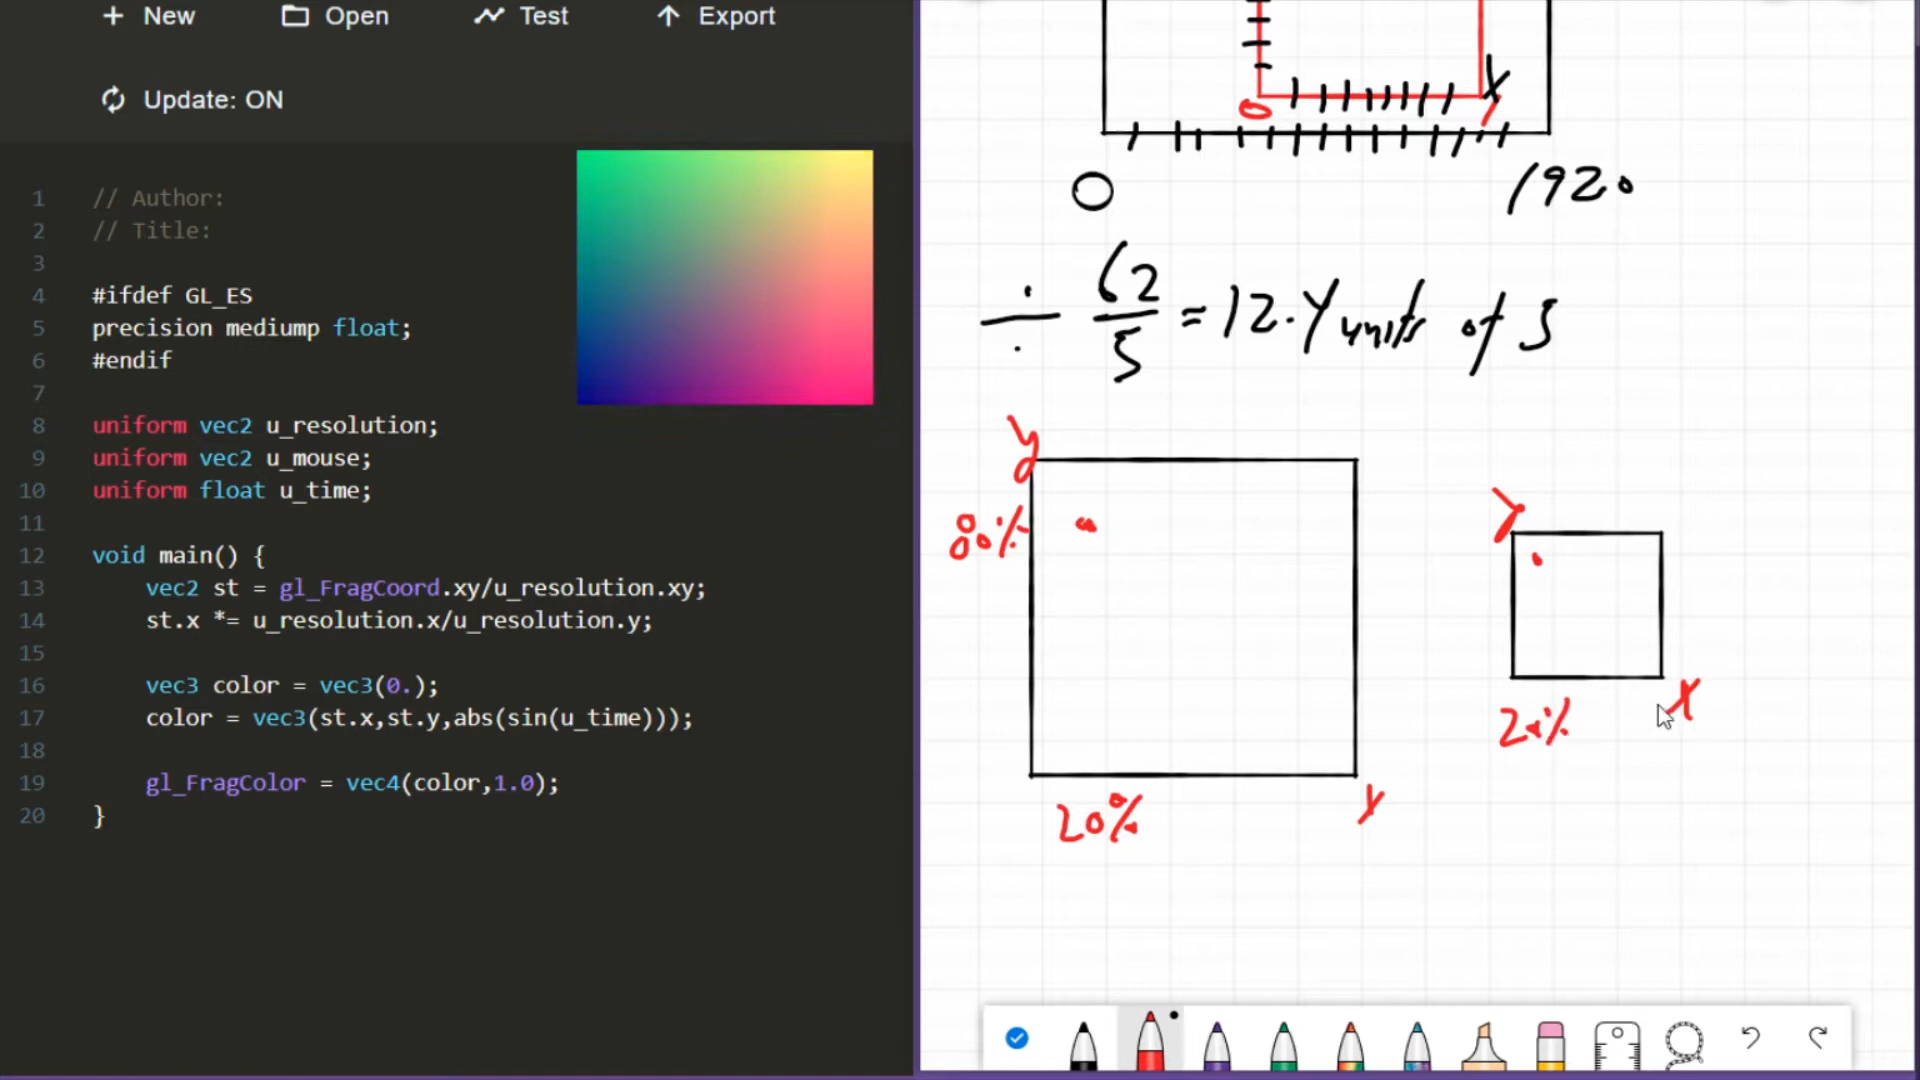 New Open Test Export
Update: ON
1 // Author:
2 // Title:
3
4 #ifdef GL_ES
5 precision mediump float;
6 #endif
7
8 uniform vec2 u_resolution;
9 uniform vec2 u_mouse;
10 uniform float u_time;
11
12 void main() {
13 vec2 st = gl_FragCoord.xy/u_resolution.xy;
14 st.x *= u_resolution.x/u_resolution.y;
15
16 vec3 color = vec3(0.);
17 color = vec3(st.x,st.y,abs(sin(u_time)));
18
19 gl_FragColor = vec4(color,1.0);
20 }
0 X
0 1920
÷ 62/5 = 12.4 units of 5
y
80%
20% x
y
20% x